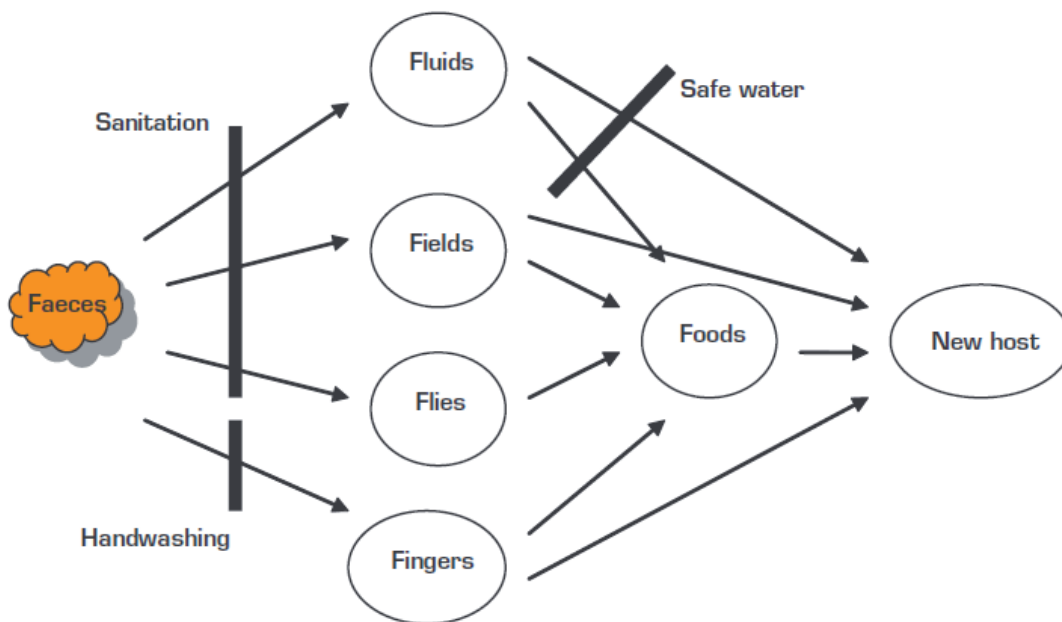 Fluids
Safe water
Sanitation
Fields
Faeces
Foods
New host
Flies
Handwashing
Fingers